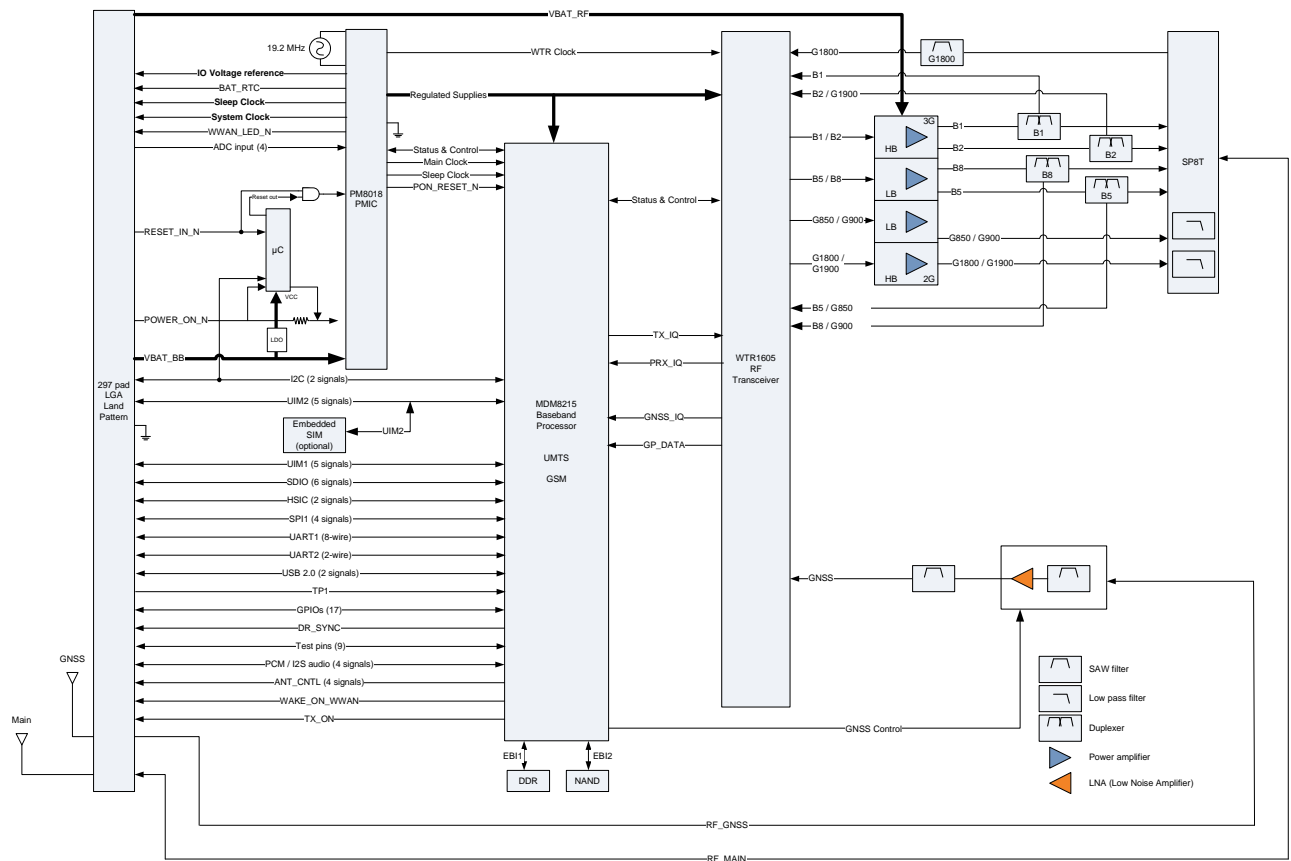 VBAT_RF
19.2 MHz
WTR Clock
G1800
G1800
IO Voltage reference
BAT_RTC
Sleep Clock
System Clock
WWAN_LED_N
ADC input (4)
Regulated Supplies
B1
B2 / G1900
Status & Control
Main Clock
Sleep Clock
PON_RESET_N
PM8018
PMIC
B1 / B2
3G
HB
B1
B1
B2
B2
B5 / B8
LB
B8
B8
B5
B5
SP8T
Status & Control
G850 / G900
LB
G850 / G900
G1800 /
G1900
HB
2G
G1800 / G1900
Reset out
RESET_IN_N
µC
VCC
POWER_ON_N
LDO
VBAT_BB
B5 / G850
B8 / G900
TX_IQ
PRX_IQ
WTR1605
RF
Transceiver
297 pad
LGA
Land
Pattern
I2C (2 signals)
UIM2 (5 signals)
Embedded
SIM
(optional)
UIM2
MDM8215
Baseband
Processor
UMTS
GSM
GNSS_IQ
GP_DATA
UIM1 (5 signals)
SDIO (6 signals)
HSIC (2 signals)
SPI1 (4 signals)
UART1 (8-wire)
UART2 (2-wire)
USB 2.0 (2 signals)
TP1
GPIOs (17)
DR_SYNC
Test pins (9)
PCM / I2S audio (4 signals)
ANT_CNTL (4 signals)
WAKE_ON_WWAN
TX_ON
GNSS
GNSS
Main
GNSS Control
SAW filter
Low pass filter
Duplexer
Power amplifier
LNA (Low Noise Amplifier)
EBI1
EBI2
DDR
NAND
RF_GNSS
RF_MAIN